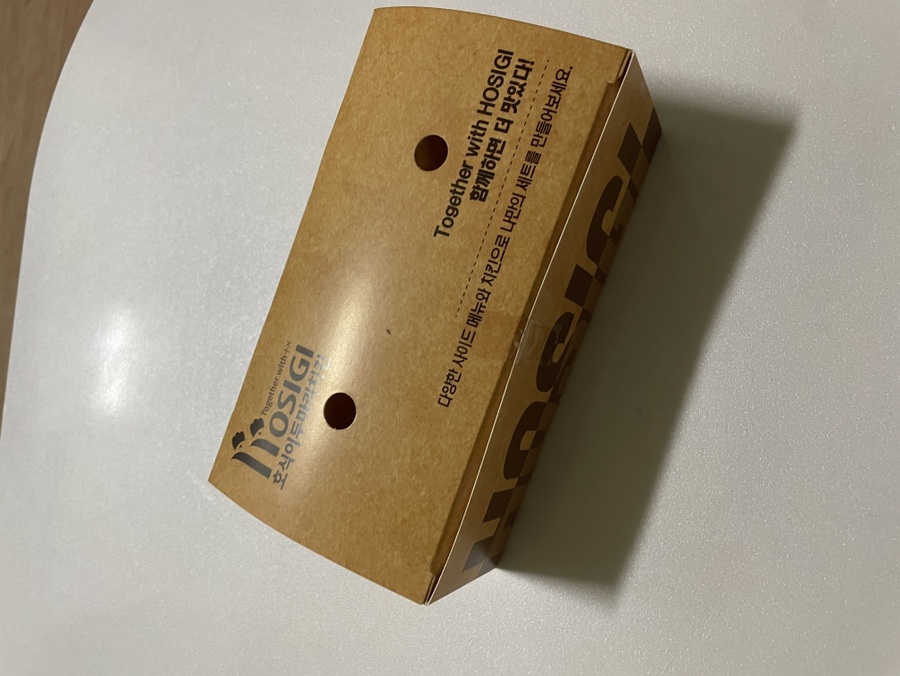 Together with HOSIGI
함께하면 더 맛있다!
다양한 사이드 메뉴와 치킨으로 나만의 세트를 만들어보세요.
Together with+×
HOSIGI
호식이두마리치킨
HOSIGI